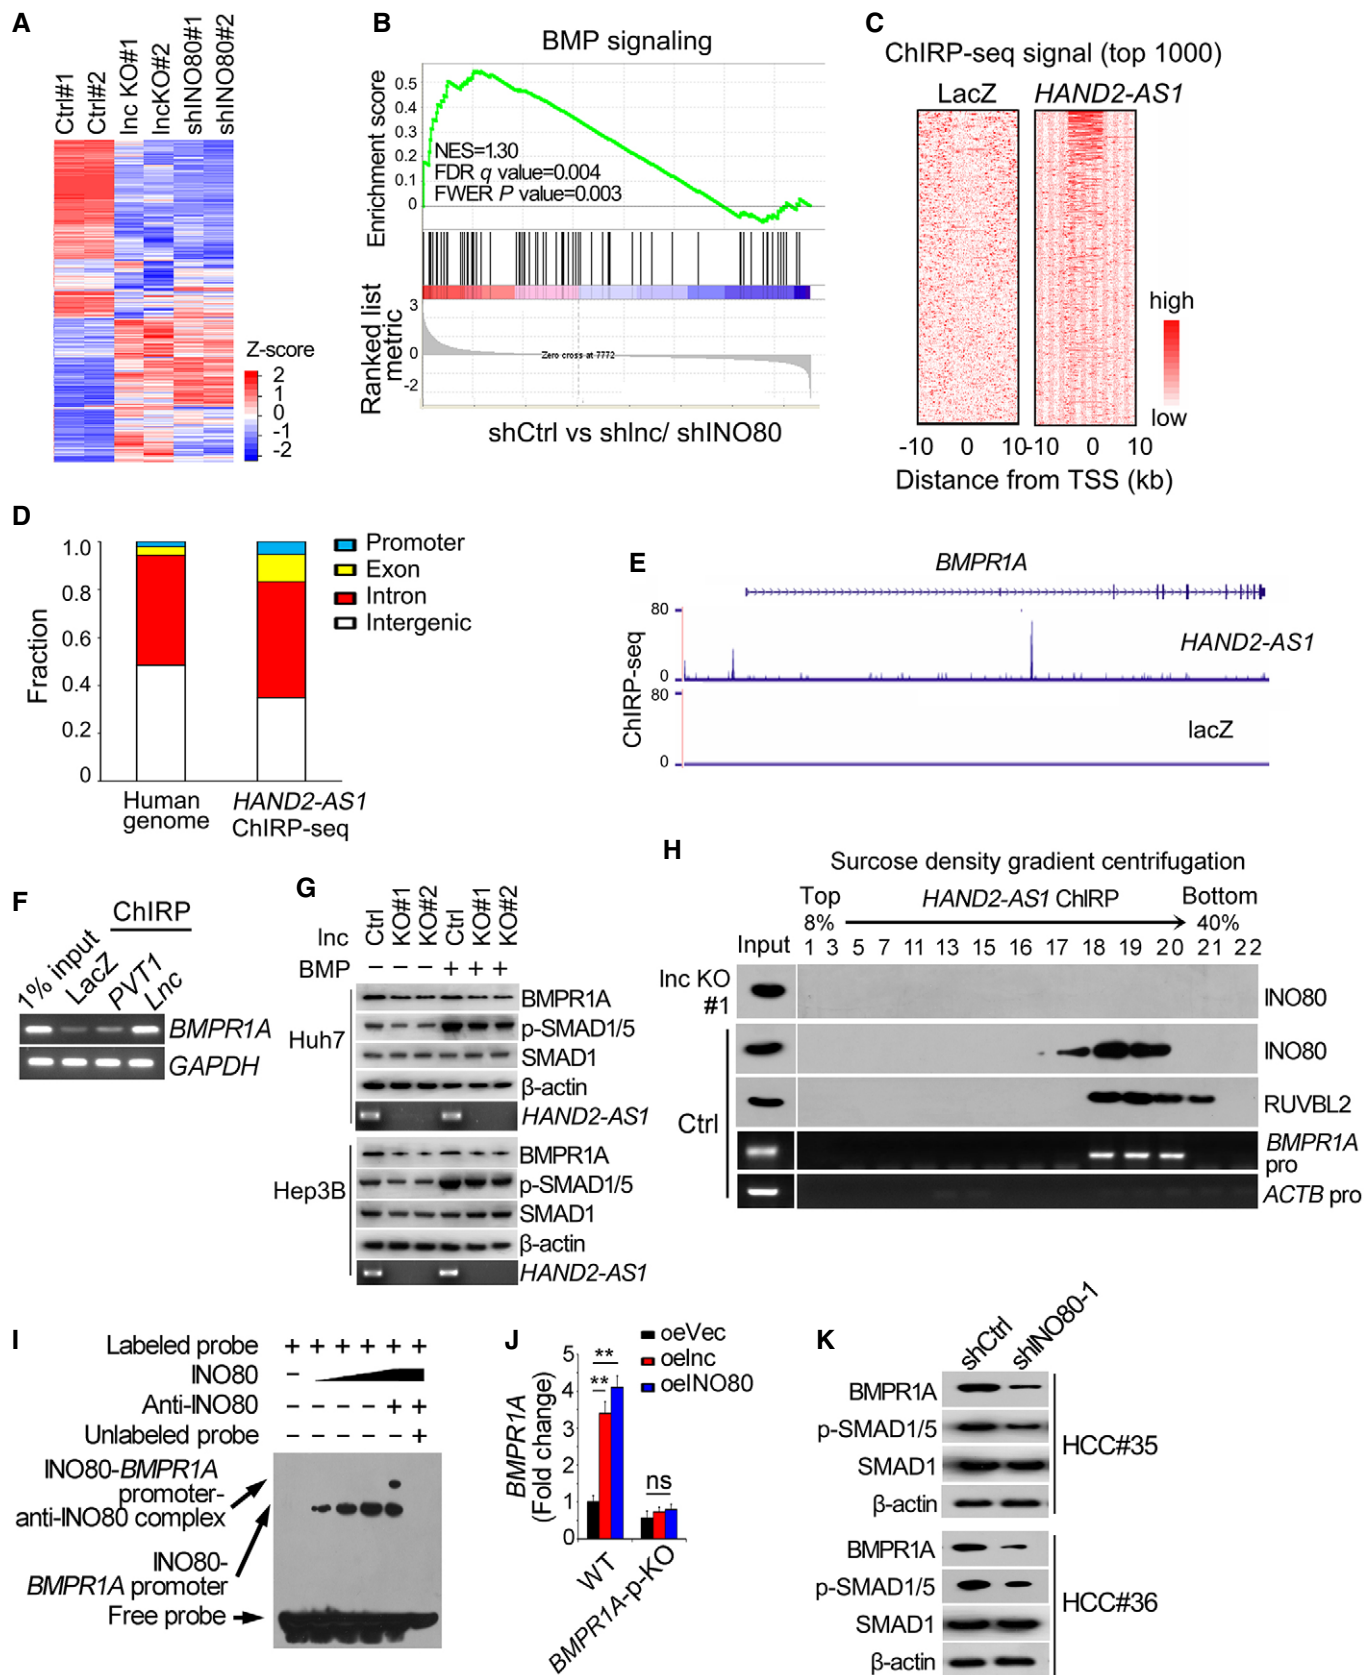 A
Ctrl#1
Ctrl#2
lnc KO#1
lncKO#2
shINO80#1
shINO80#2
Z-score
2
1
0
-1
-2
B
BMP signaling
Enrichment score
0.5
0.4
0.3
0.2
0.1
0
NES=1.30
FDR q value=0.004
FWER P value=0.003
Ranked list
metric
3
0
-2
Zero cross at 7772
shCtrl vs shlnc/ shINO80
C
ChIRP-seq signal (top 1000)
LacZ
HAND2-AS1
high
low
-10 0 10
-10 0 10
Distance from TSS (kb)
D
Fraction
1.0
0.8
0.6
0.4
0.2
0
Promoter
Exon
Intron
Intergenic
Human
genome
HAND2-AS1
ChIRP-seq
E
BMPR1A
ChIRP-seq
80
0
HAND2-AS1
80
0
lacZ
F
ChIRP
1% input
LacZ
PVT1
Lnc
BMPR1A
GAPDH
G
lnc
Ctrl
KO#1
KO#2
Ctrl
KO#1
KO#2
BMP − − − + + +
Huh7
BMPR1A
p-SMAD1/5
SMAD1
β-actin
HAND2-AS1
Hep3B
BMPR1A
p-SMAD1/5
SMAD1
β-actin
HAND2-AS1
H
Surcose density gradient centrifugation
Top
8%
HAND2-AS1 ChIRP
Bottom
40%
Input 1 3 5 7 11 13 15 16 17 18 19 20 21 22
lnc KO
#1
INO80
Ctrl
INO80
RUVBL2
BMPR1A
pro
ACTB pro
I
Labeled probe + + + + + +
INO80 −
Anti-INO80 − − − − + +
Unlabeled probe − − − − − +
INO80-BMPR1A
promoter-
anti-INO80 complex
INO80-
BMPR1A promoter
Free probe
J
oeVec
oelnc
oeINO80
BMPR1A
(Fold change)
5
4
3
2
1
0
**
**
ns
WT
BMPR1A-p-KO
K
shCtrl
shINO80-1
BMPR1A
p-SMAD1/5
SMAD1
β-actin
HCC#35
BMPR1A
p-SMAD1/5
SMAD1
β-actin
HCC#36